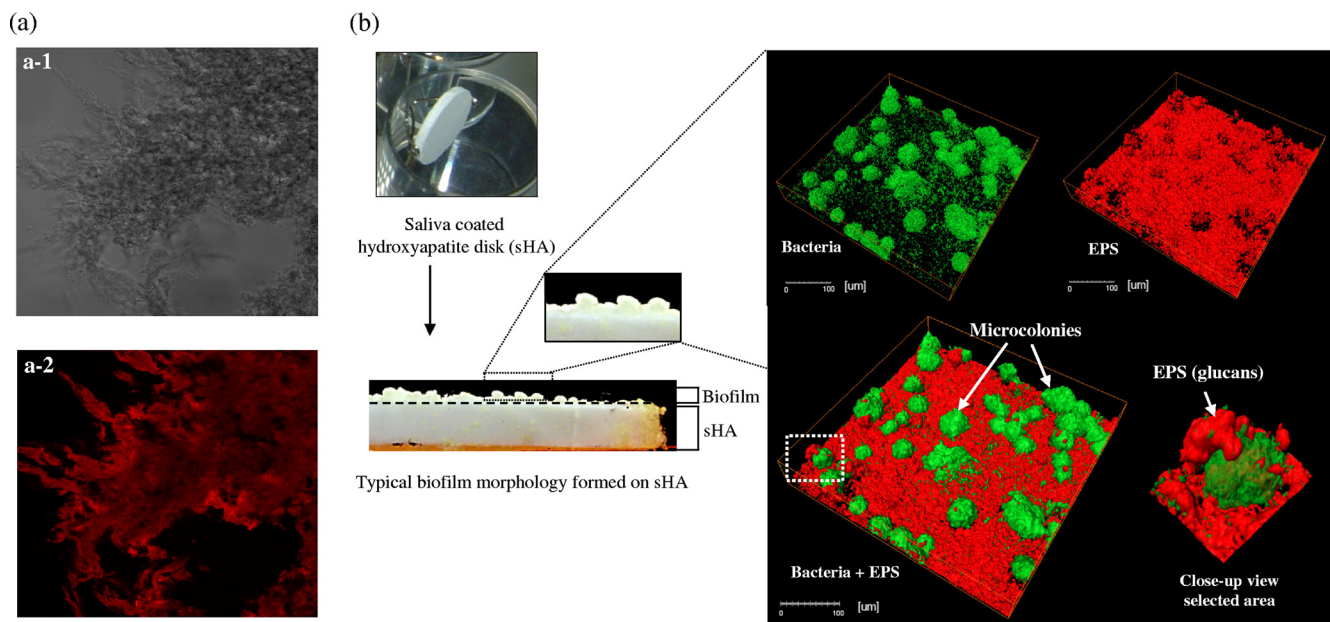 (a)
a-1
a-2
(b)
Saliva coated
hydroxyapatite disk (sHA)
Biofilm
sHA
Typical biofilm morphology formed on sHA
Bacteria
0 100 [um]
EPS
0 100 [um]
Microcolonies
EPS (glucans)
Bacteria + EPS
0 100 [um]
Close-up view
selected area